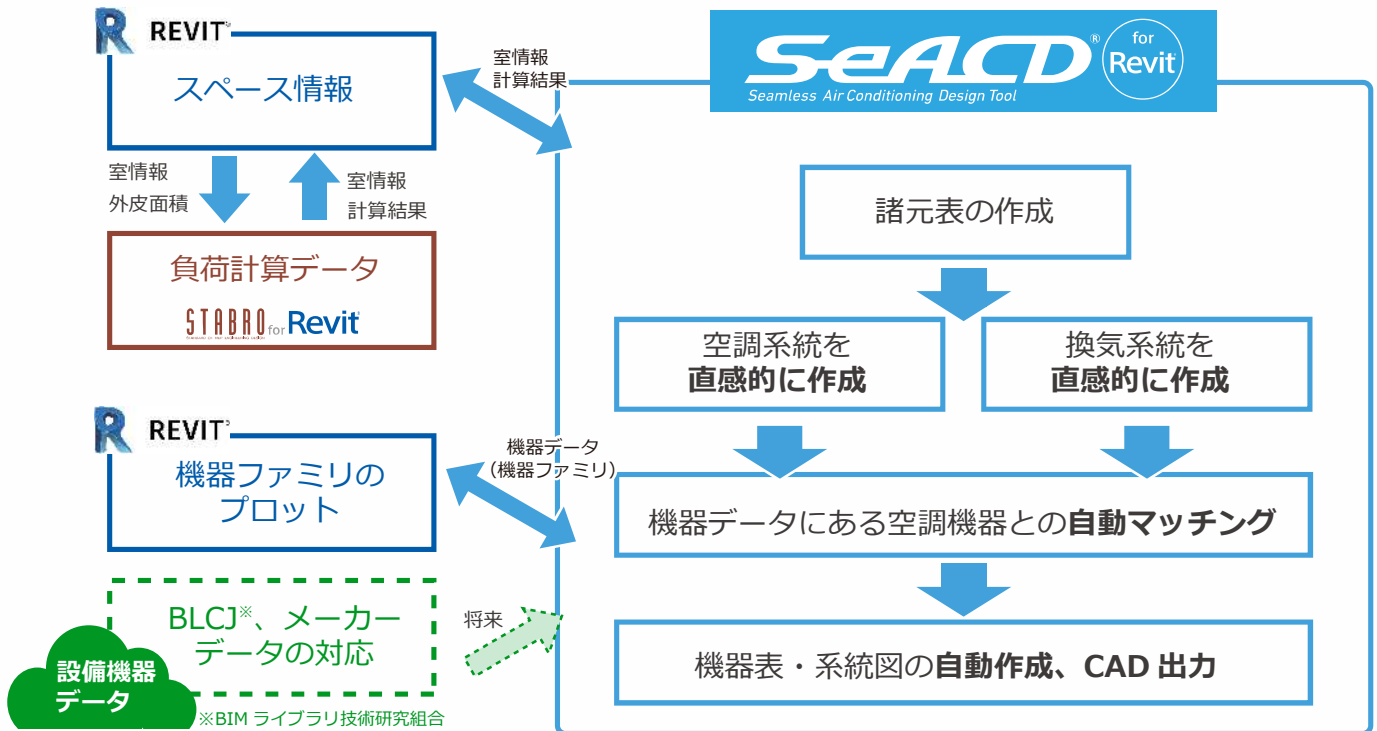 REVIT
スペース情報
室情報
計算結果
室情報
外皮面積
室情報
計算結果
負荷計算データ
STABRO for Revit
REVIT
機器ファミリの
プロット
機器データ
(機器ファミリ)
BLCJ※、メーカー
データの対応
将来
設備機器
データ
※BIM ライブラリ技術研究組合
SeACD® for Revit
Seamless Air Conditioning Design Tool
諸元表の作成
空調系統を
直感的に作成
換気系統を
直感的に作成
機器データにある空調機器との自動マッチング
機器表・系統図の自動作成、CAD 出力